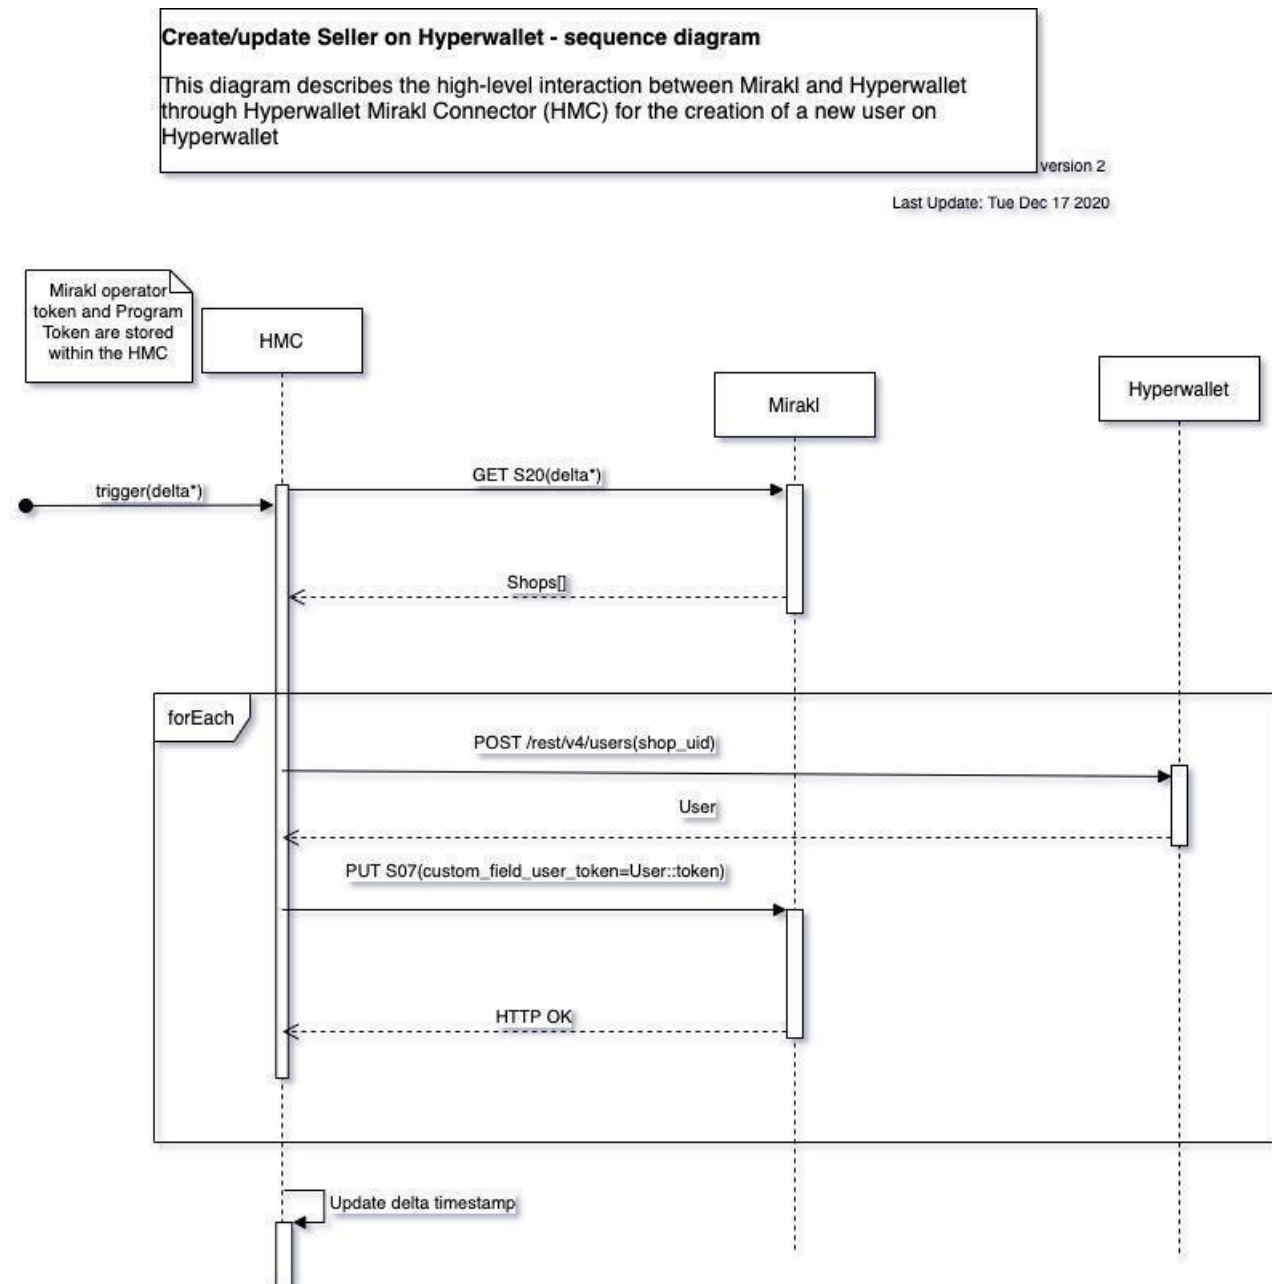 Create/update Seller on Hyperwallet - sequence diagram
This diagram describes the high-level interaction between Mirakl and Hyperwallet
through Hyperwallet Mirakl Connector (HMC) for the creation of a new user on
Hyperwallet
version 2
Last Update: Tue Dec 17 2020
Mirakl operator
token and Program
Token are stored
within the HMC
HMC
Mirakl
Hyperwallet
trigger(delta*)
GET S20(delta*)
Shops[]
forEach
POST /rest/v4/users(shop_uid)
User
PUT S07(custom_field_user_token=User::token)
HTTP OK
Update delta timestamp